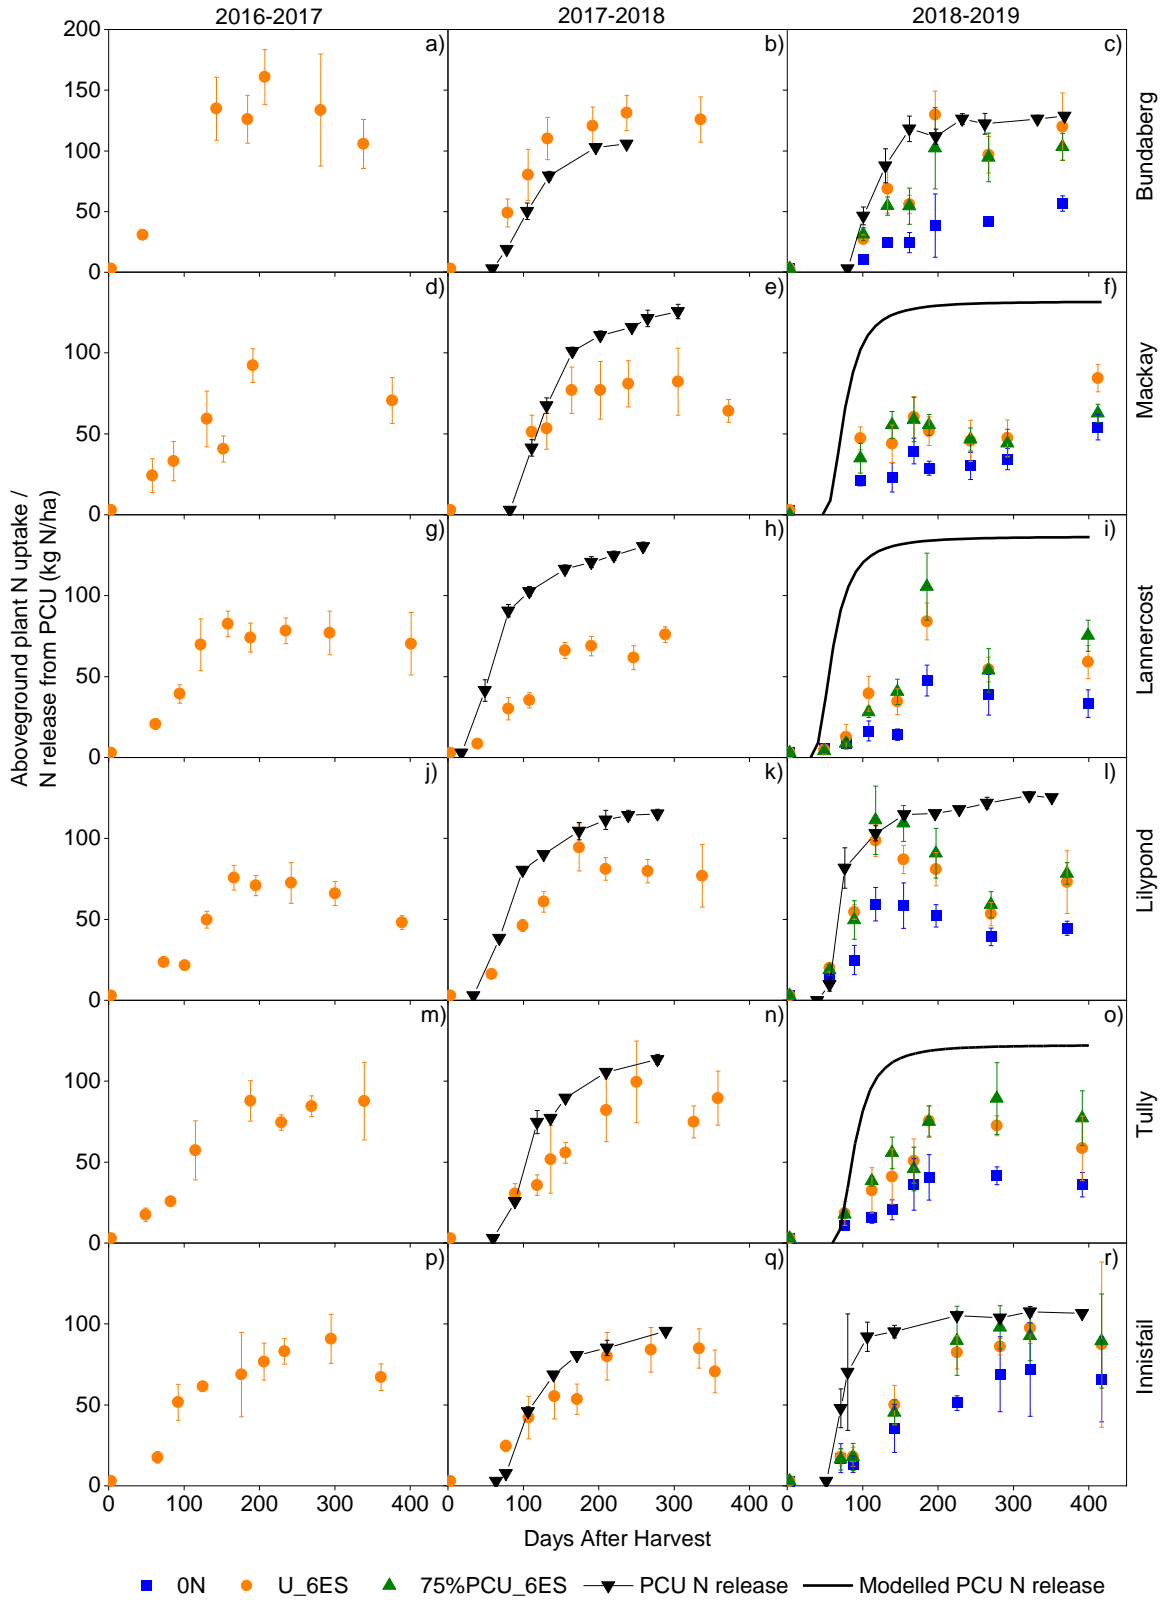 2016-2017 2017-2018 2018-2019
200 a) b) c)
150
100
50
0
Bundaberg
d) e) f)
100
50
0
Mackay
g) h) i)
100
50
0
Lannercost
Aboveground plant N uptake /
N release from PCU (kg N/ha)
j) k) l)
100
50
0
Lilypond
m) n) o)
100
50
0
Tully
p) q) r)
100
50
0
Innisfail
0 100 200 300 400 0 100 200 300 400 0 100 200 300 400
Days After Harvest
0N U_6ES 75%PCU_6ES PCU N release Modelled PCU N release